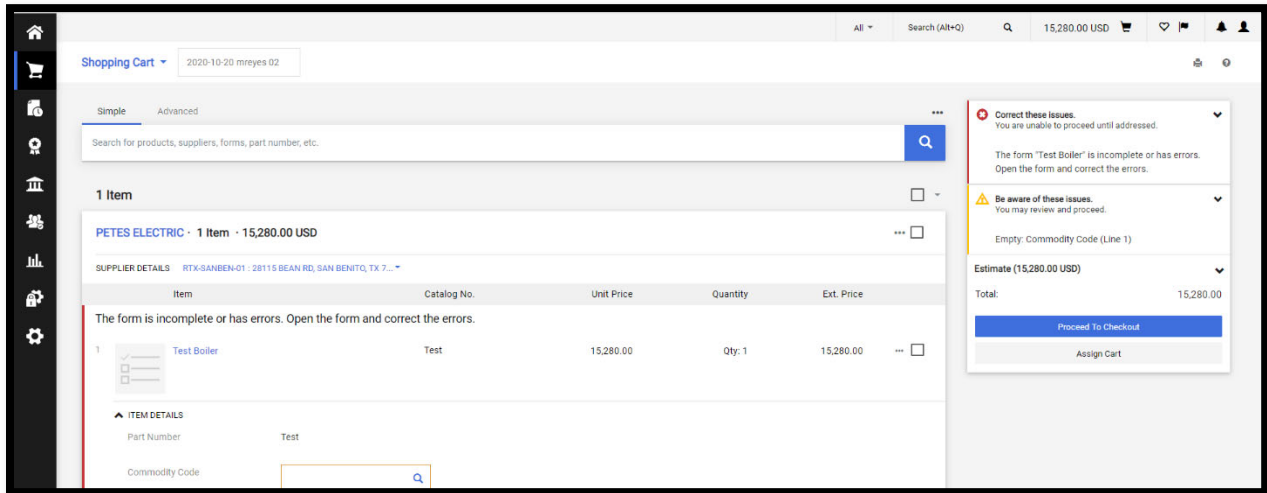 All
Search (Alt+Q)
15,280.00 USD
Shopping Cart
2020-10-20 mreyes 02
Simple
Advanced
...
Search for products, suppliers, forms, part number, etc.
1 Item
PETES ELECTRIC · 1 Item · 15,280.00 USD
...
SUPPLIER DETAILS RTX-SANBEN-01 : 28115 BEAN RD, SAN BENITO, TX 7...
Item Catalog No. Unit Price Quantity Ext. Price
The form is incomplete or has errors. Open the form and correct the errors.
1 Test Boiler Test 15,280.00 Qty: 1 15,280.00 ...
ITEM DETAILS
Part Number Test
Commodity Code
Correct these issues.
You are unable to proceed until addressed.
The form "Test Boiler" is incomplete or has errors.
Open the form and correct the errors.
Be aware of these issues.
You may review and proceed.
Empty: Commodity Code (Line 1)
Estimate (15,280.00 USD)
Total: 15,280.00
Proceed To Checkout
Assign Cart